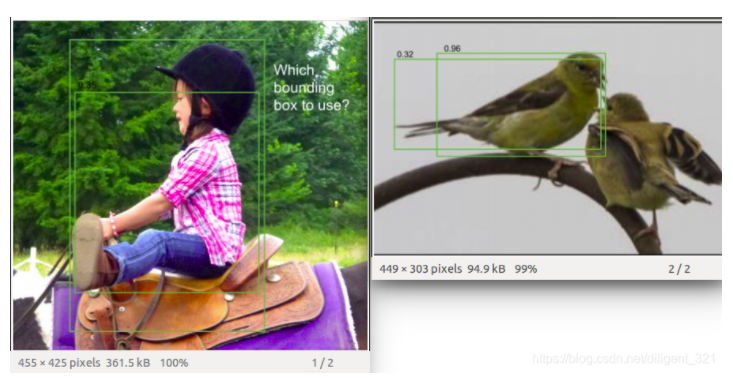 Which
bounding
box to use?
0.32
0.96
455 × 425 pixels 361.5 kB 100%
1 / 2
449 × 303 pixels 94.9 kB 99%
2 / 2
https://blog.csdn.net/diligent_321